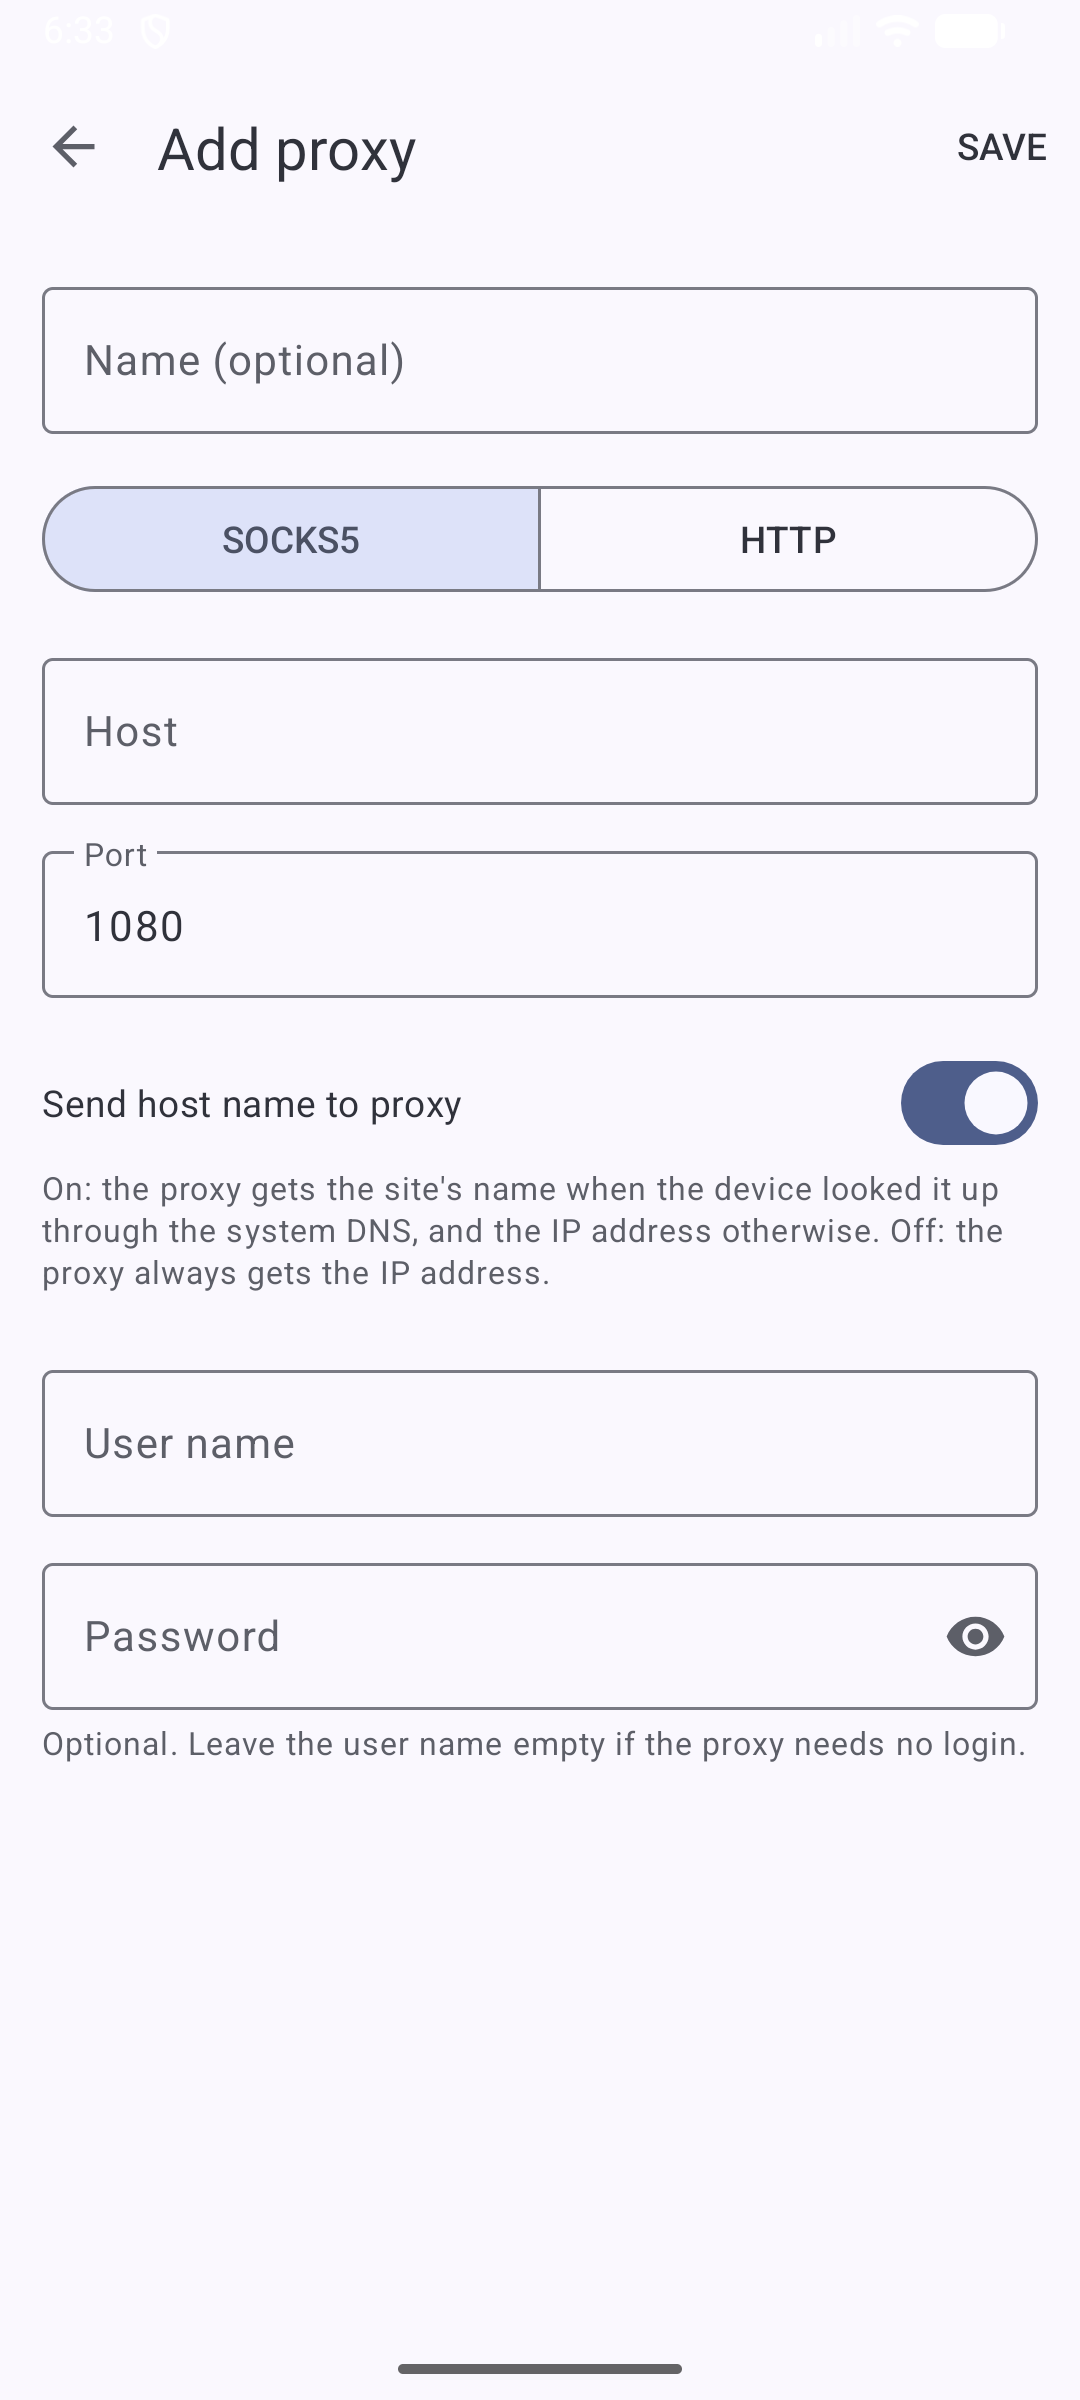 6:33
Add proxy
SAVE
Name (optional)
SOCKS5
HTTP
Host
Port
1080
Send host name to proxy
On: the proxy gets the site's name when the device looked it up
through the system DNS, and the IP address otherwise. Off: the
proxy always gets the IP address.
User name
Password
Optional. Leave the user name empty if the proxy needs no login.